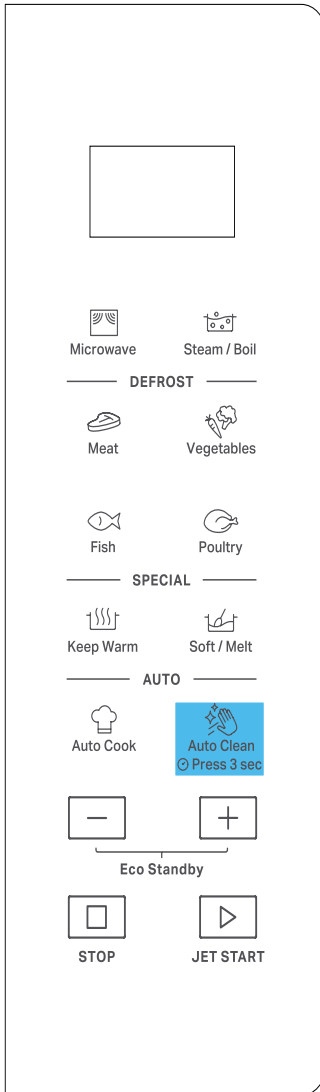 Microwave Steam / Boil
DEFROST
Meat Vegetables
Fish Poultry
SPECIAL
Keep Warm Soft / Melt
AUTO
Auto Cook Auto Clean
Press 3 sec
Eco Standby
STOP JET START